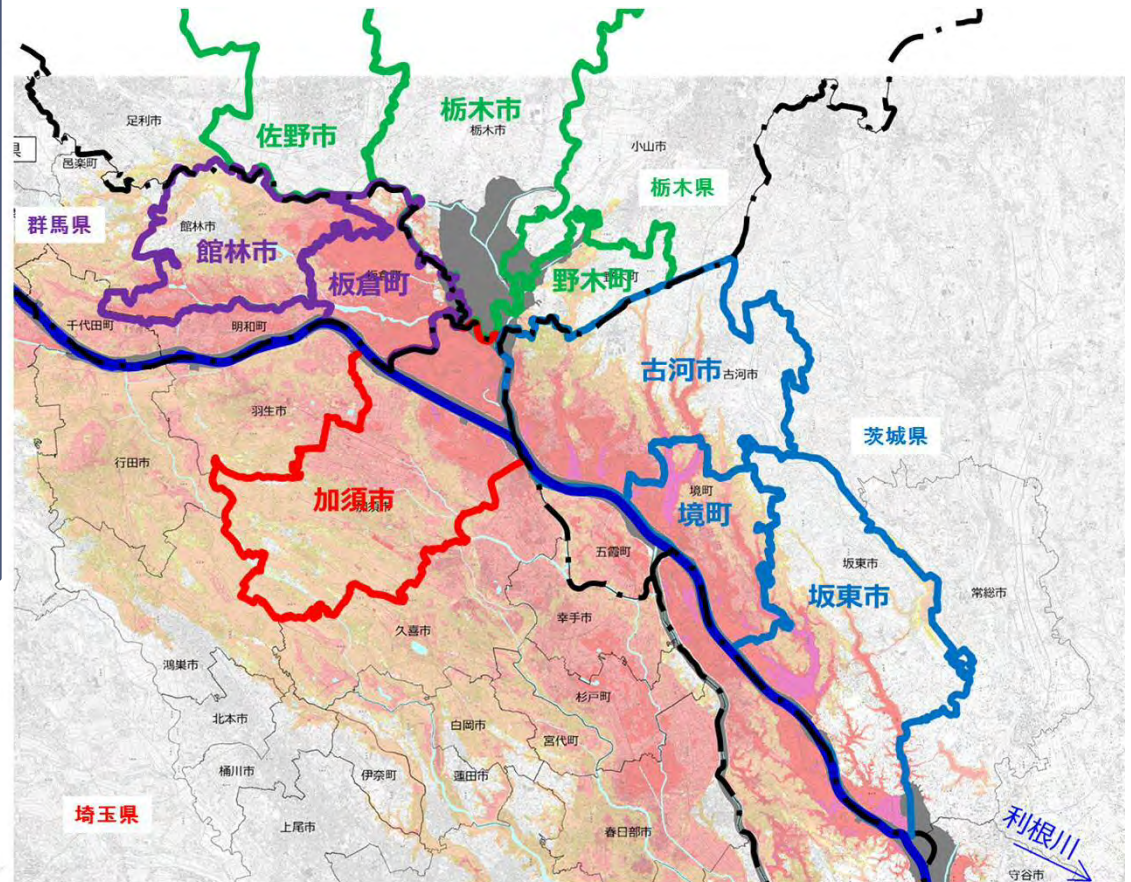 足利市
佐野市
栃木市
栃木市
小山市
県
邑楽町
栃木県
群馬県
館林市
館林市
板倉町
野木町
千代田町
明和町
古河市
古河市
羽生市
茨城県
行田市
加須市
境町
境町
五霞町
坂東市
坂東市
常総市
幸手市
久喜市
鴻巣市
杉戸町
北本市
白岡市
宮代町
桶川市
伊奈町
蓮田市
埼玉県
上尾市
春日部市
利根川
守谷市